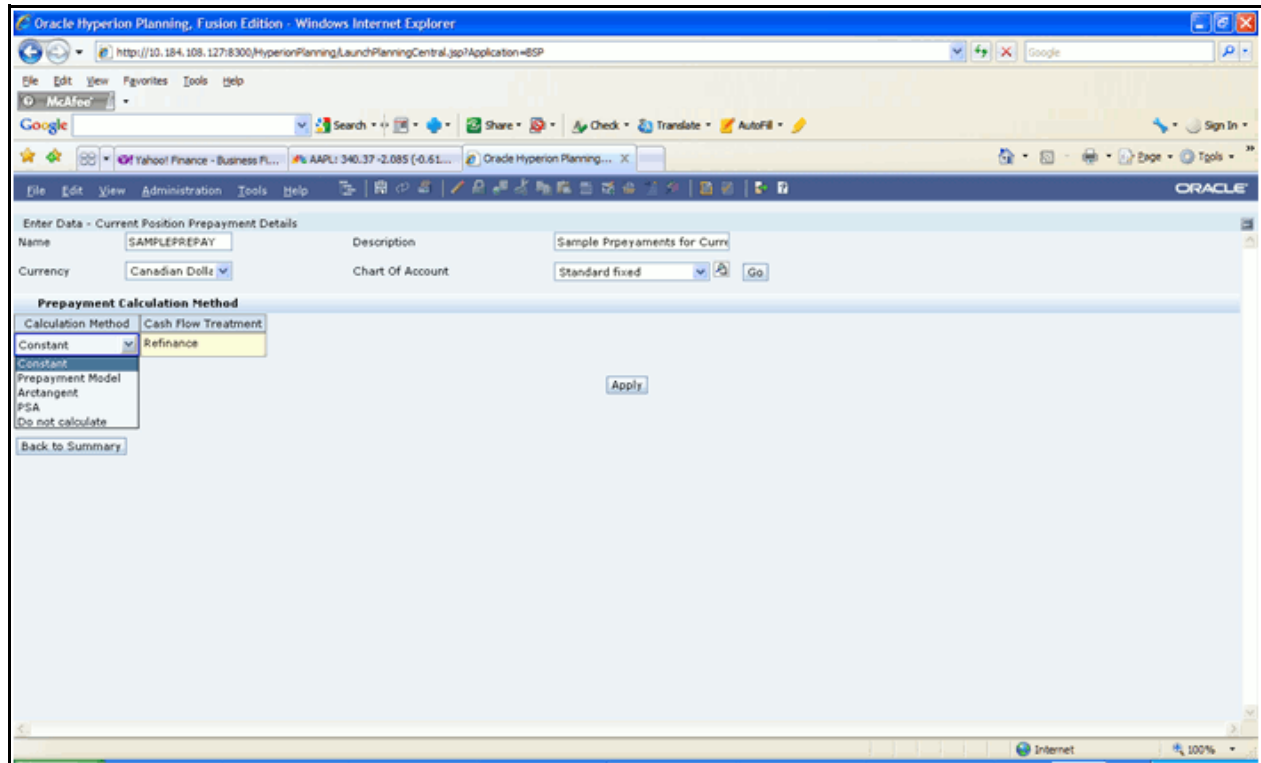 Oracle Hyperion Planning, Fusion Edition - Windows Internet Explorer
http://10.184.108.127:8300/HyperionPlanning/LaunchPlanningCentral.jsp?Application=BSP
Google
File Edit View Favorites Tools Help
McAfee
Google Search Share Check Translate AutoFill Sign In
Yahoo! Finance - Business Fi... AAPL: 340.37 -2.085 (-0.61... Oracle Hyperion Planning... X Page Tools
File Edit View Administration Tools Help ORACLE
Enter Data - Current Position Prepayment Details
Name SAMPLEPREPAY Description Sample Prpeyaments for Curre
Currency Canadian Dolla Chart Of Account Standard fixed Go
Prepayment Calculation Method
Calculation Method Cash Flow Treatment
Constant Refinance
Constant
Prepayment Model
Arctangent
PSA
Do not calculate
Apply
Back to Summary
Internet 100%